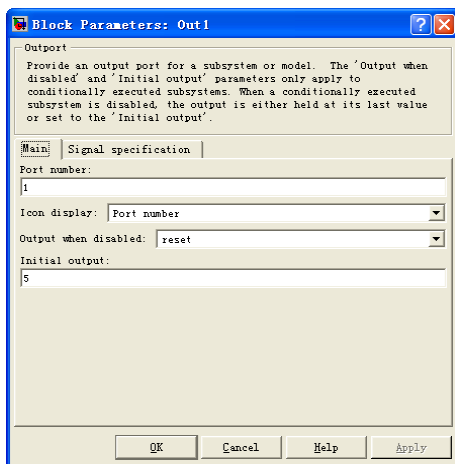 Block Parameters: Out1
Outport
Provide an output port for a subsystem or model. The 'Output when
disabled' and 'Initial output' parameters only apply to
conditionally executed subsystems. When a conditionally executed
subsystem is disabled, the output is either held at its last value
or set to the 'Initial output'.
Main Signal specification
Port number:
1
Icon display: Port number
Output when disabled: reset
Initial output:
5
OK Cancel Help Apply